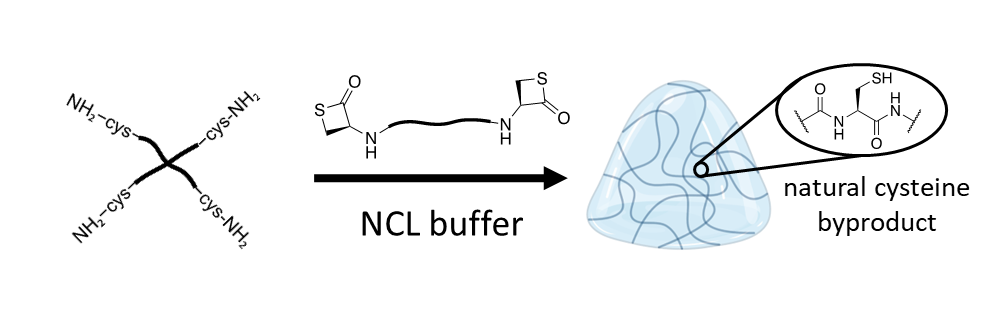 NH₂-cys
cys-NH₂
NH₂-cys
cys-NH₂
S
O
N
H
N
H
S
O
NCL buffer
O
N
H
SH
O
H
N
natural cysteine
byproduct